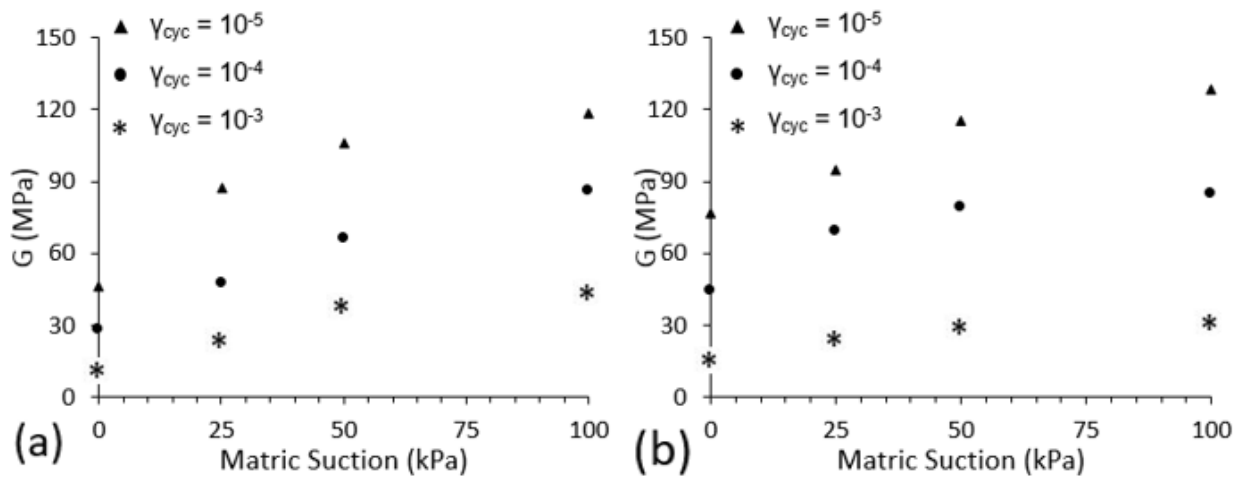 ▲ γcyc = 10⁻⁵
● γcyc = 10⁻⁴
* γcyc = 10⁻³
150
120
90
60
30
0
G (MPa)
0 25 50 75 100
Matric Suction (kPa)
(a)
▲ γcyc = 10⁻⁵
● γcyc = 10⁻⁴
* γcyc = 10⁻³
150
120
90
60
30
0
G (MPa)
0 25 50 75 100
Matric Suction (kPa)
(b)